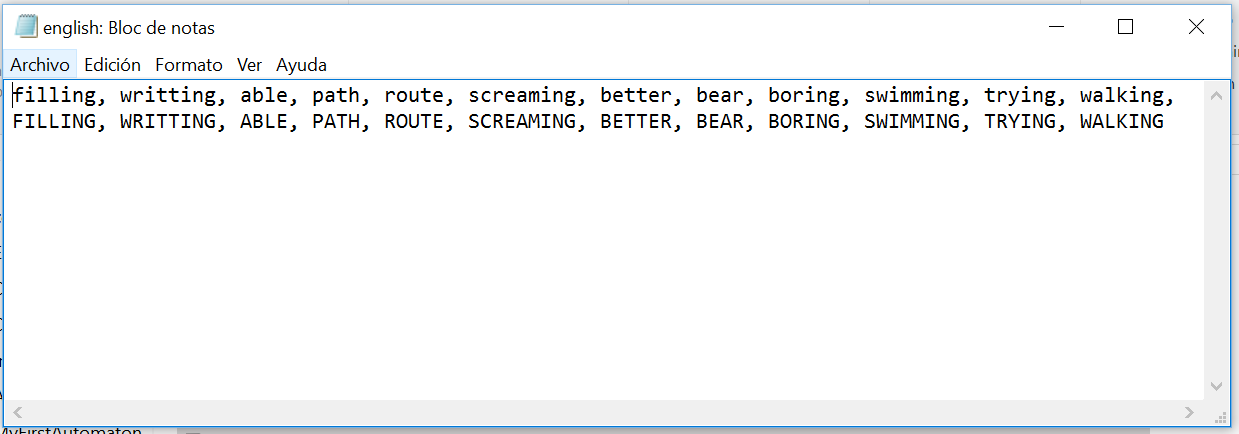 english: Bloc de notas
Archivo Edición Formato Ver Ayuda
filling, writting, able, path, route, screaming, better, bear, boring, swimming, trying, walking,
FILLING, WRITTING, ABLE, PATH, ROUTE, SCREAMING, BETTER, BEAR, BORING, SWIMMING, TRYING, WALKING
MyFirstAutomaton